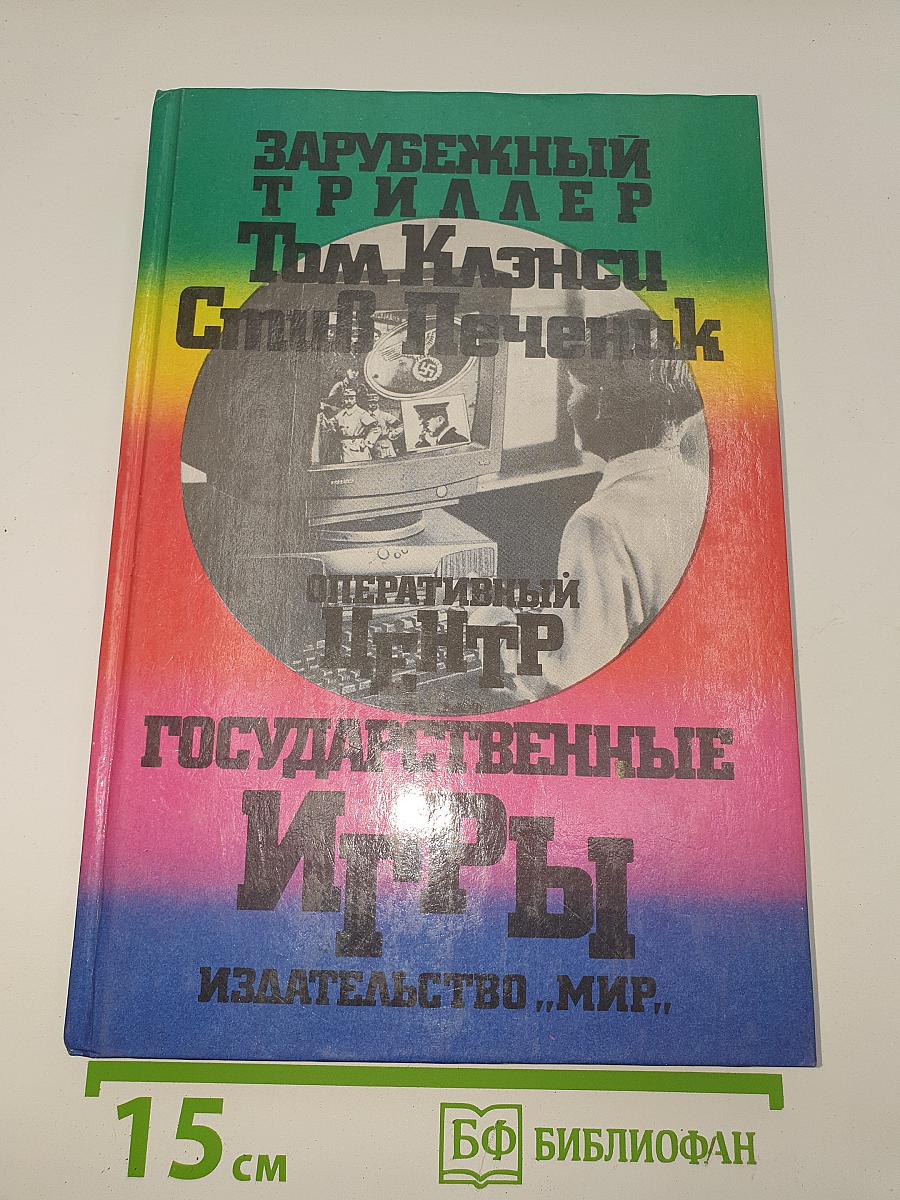 ЗАРУБЕЖНЫЙ
ТРИЛЛЕР
Том Клэнси
Стив Печеник
ОПЕРАТИВНЫЙ
ЦЕНТР
ГОСУДАРСТВЕННЫЕ
ИГРЫ
ИЗДАТЕЛЬСТВО „МИР„
15 см
БФ БИБЛИОФАН